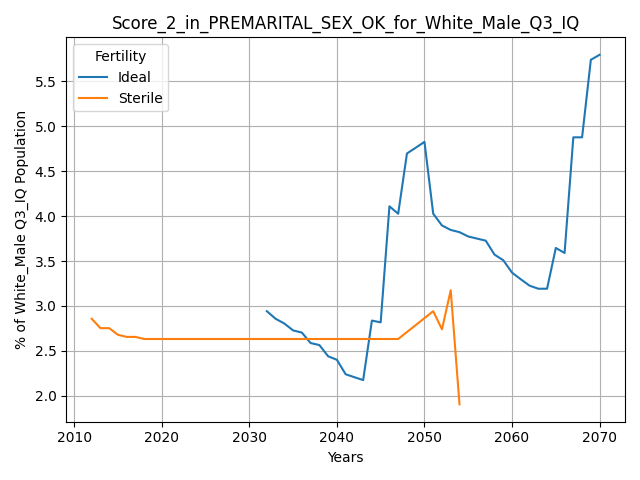 Score_2_in_PREMARITAL_SEX_OK_for_White_Male_Q3_IQ
Fertility
Ideal
Sterile
% of White_Male Q3_IQ Population
5.5
5.0
4.5
4.0
3.5
3.0
2.5
2.0
2010 2020 2030 2040 2050 2060 2070
Years